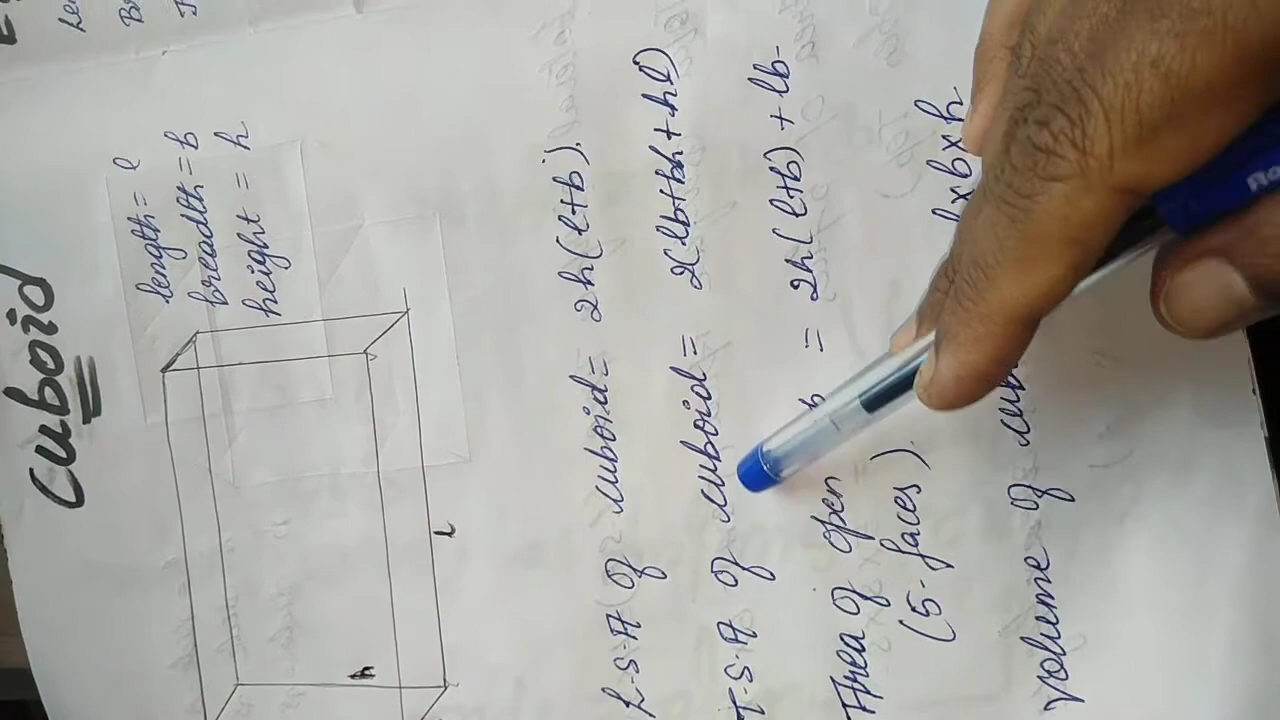 Cuboid
length = l
breadth = b
height = h
h
l
L-S-A of cuboid = 2h(l+b).
T-S-A of cuboid = 2(lb+bh+hl)
Area of open = 2h(l+b) + lb-
(5-faces).
Volume of l x b x h